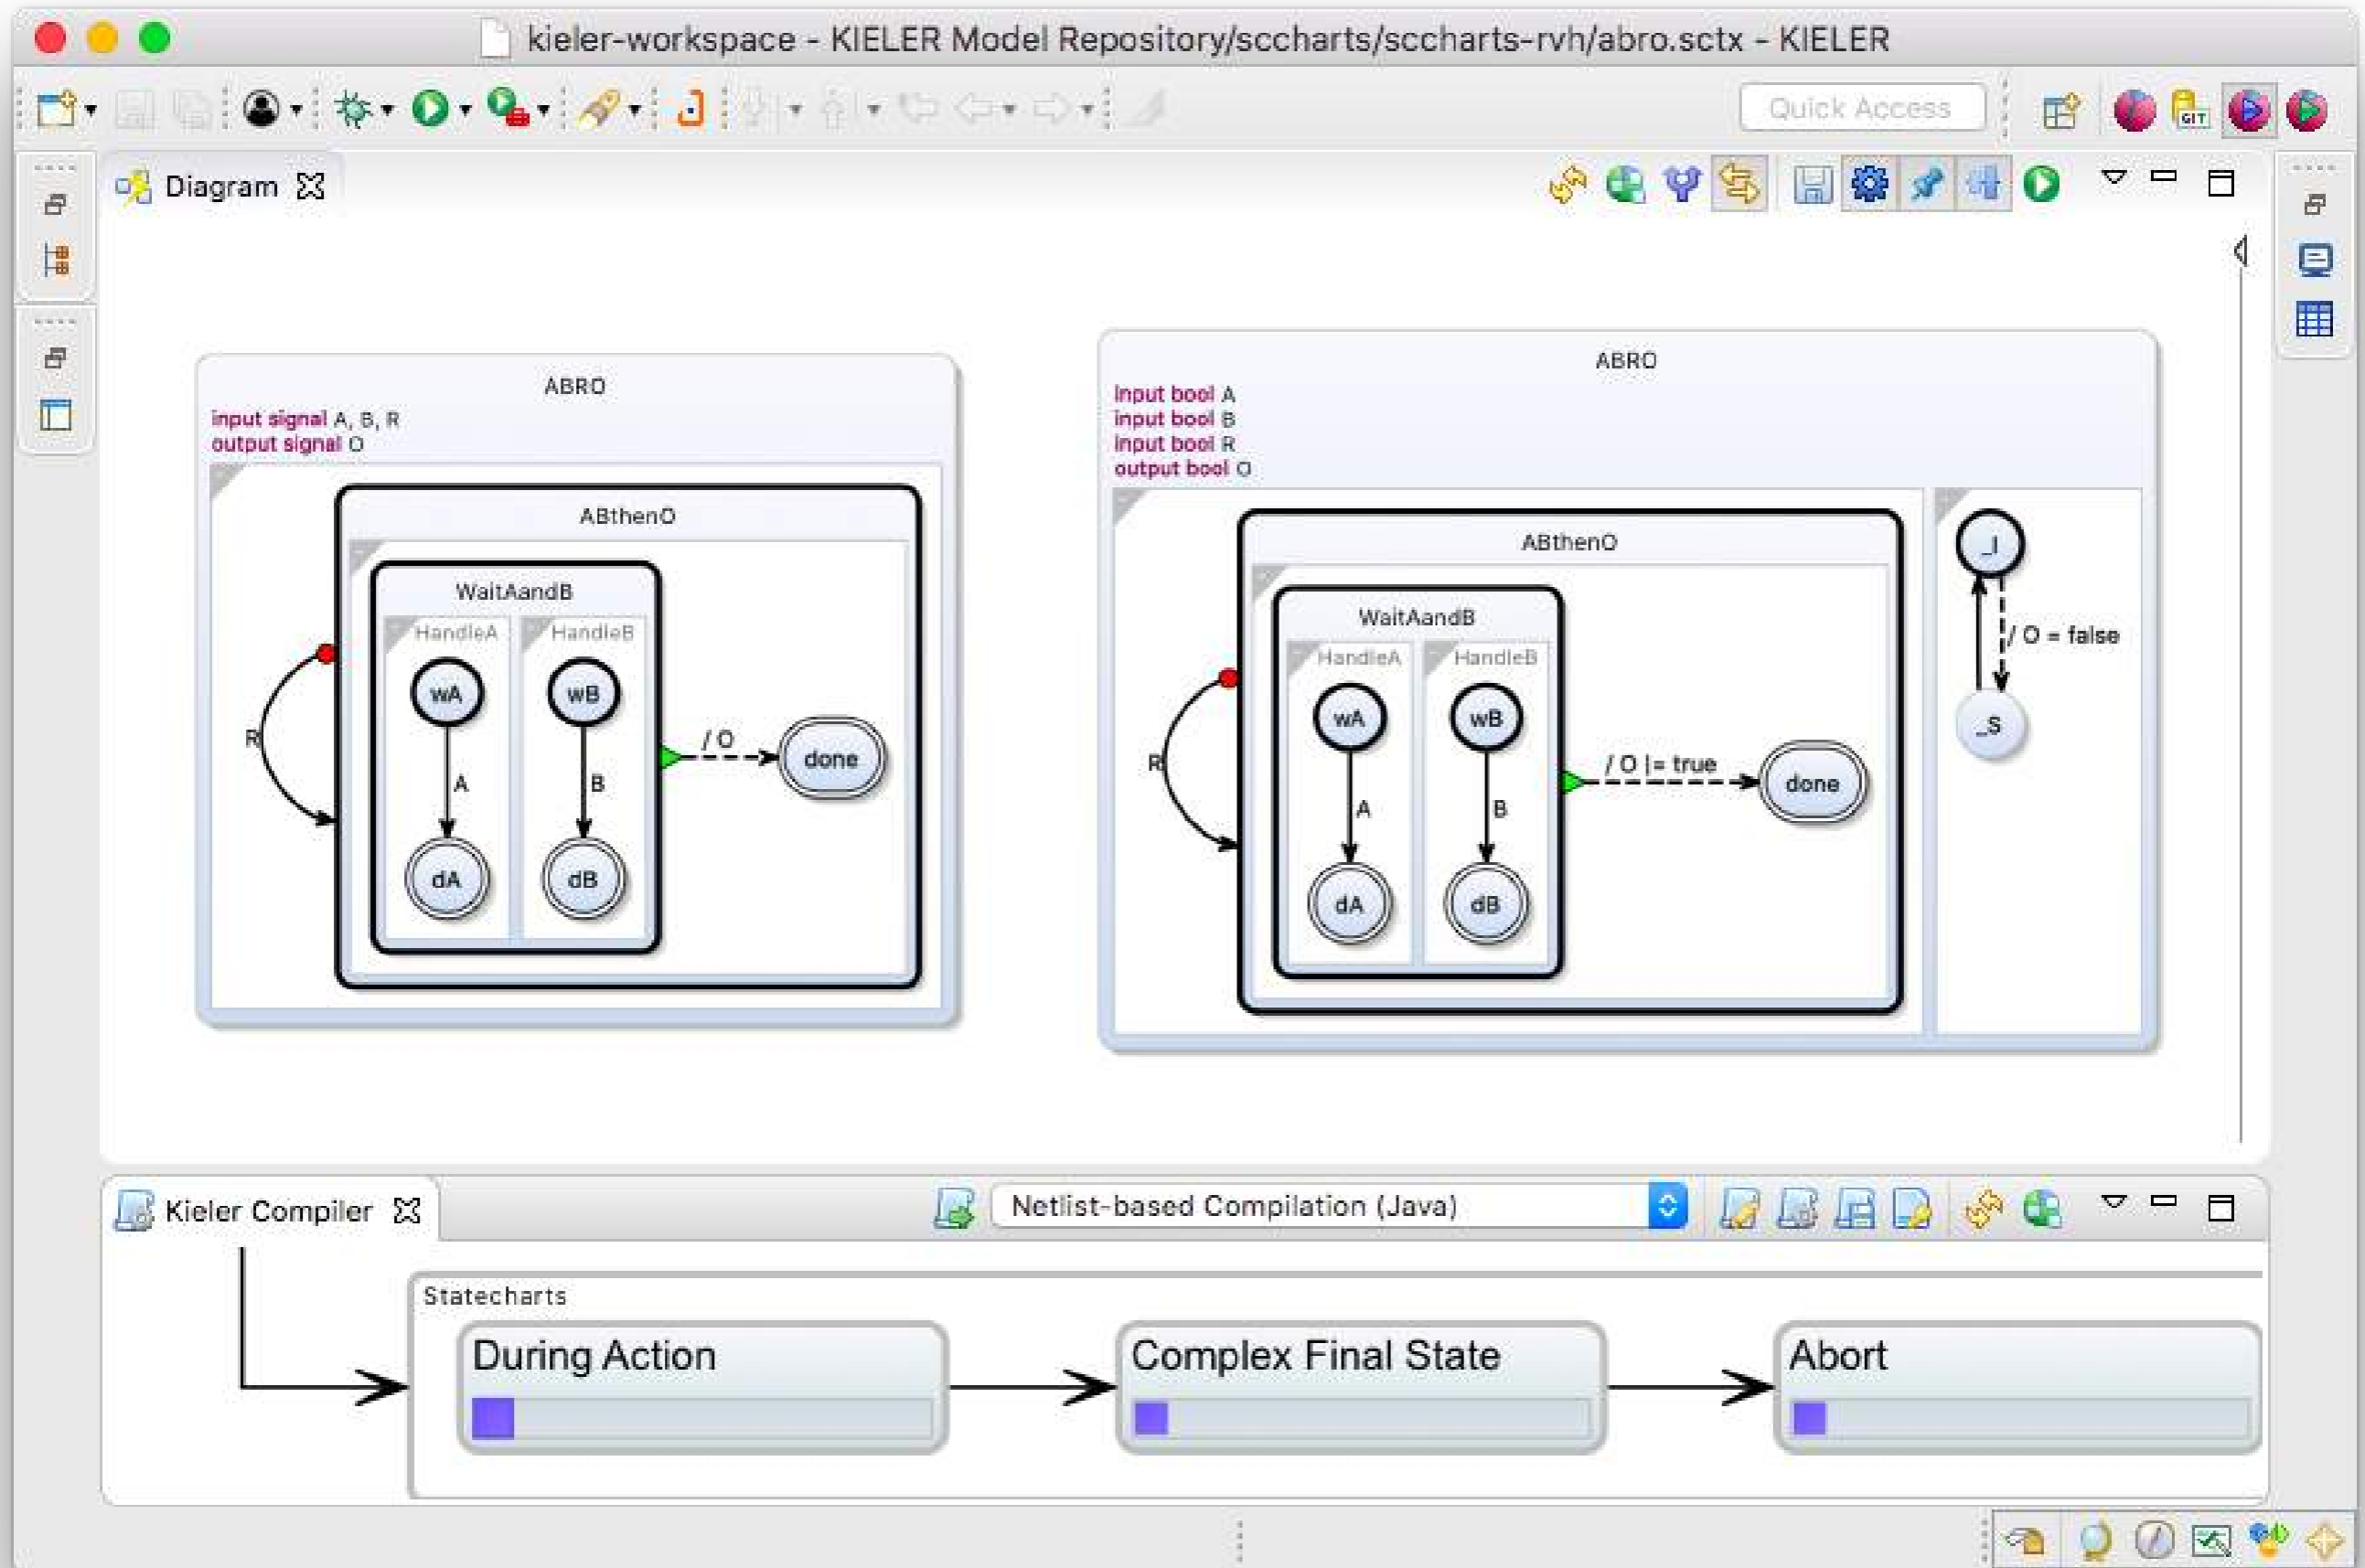 kieler-workspace - KIELER Model Repository/sccharts/sccharts-rvh/abro.sctx - KIELER
Quick Access
GIT
Diagram
ABRO
input signal A, B, R
output signal O
ABthenO
WaitAandB
HandleA
HandleB
wA
wB
R
/ O
done
A
B
dA
dB
ABRO
input bool A
input bool B
input bool R
output bool O
ABthenO
WaitAandB
HandleA
HandleB
wA
wB
R
/ O |= true
done
A
B
dA
dB
_I
/ O = false
_S
Kieler Compiler
Netlist-based Compilation (Java)
Statecharts
During Action
Complex Final State
Abort